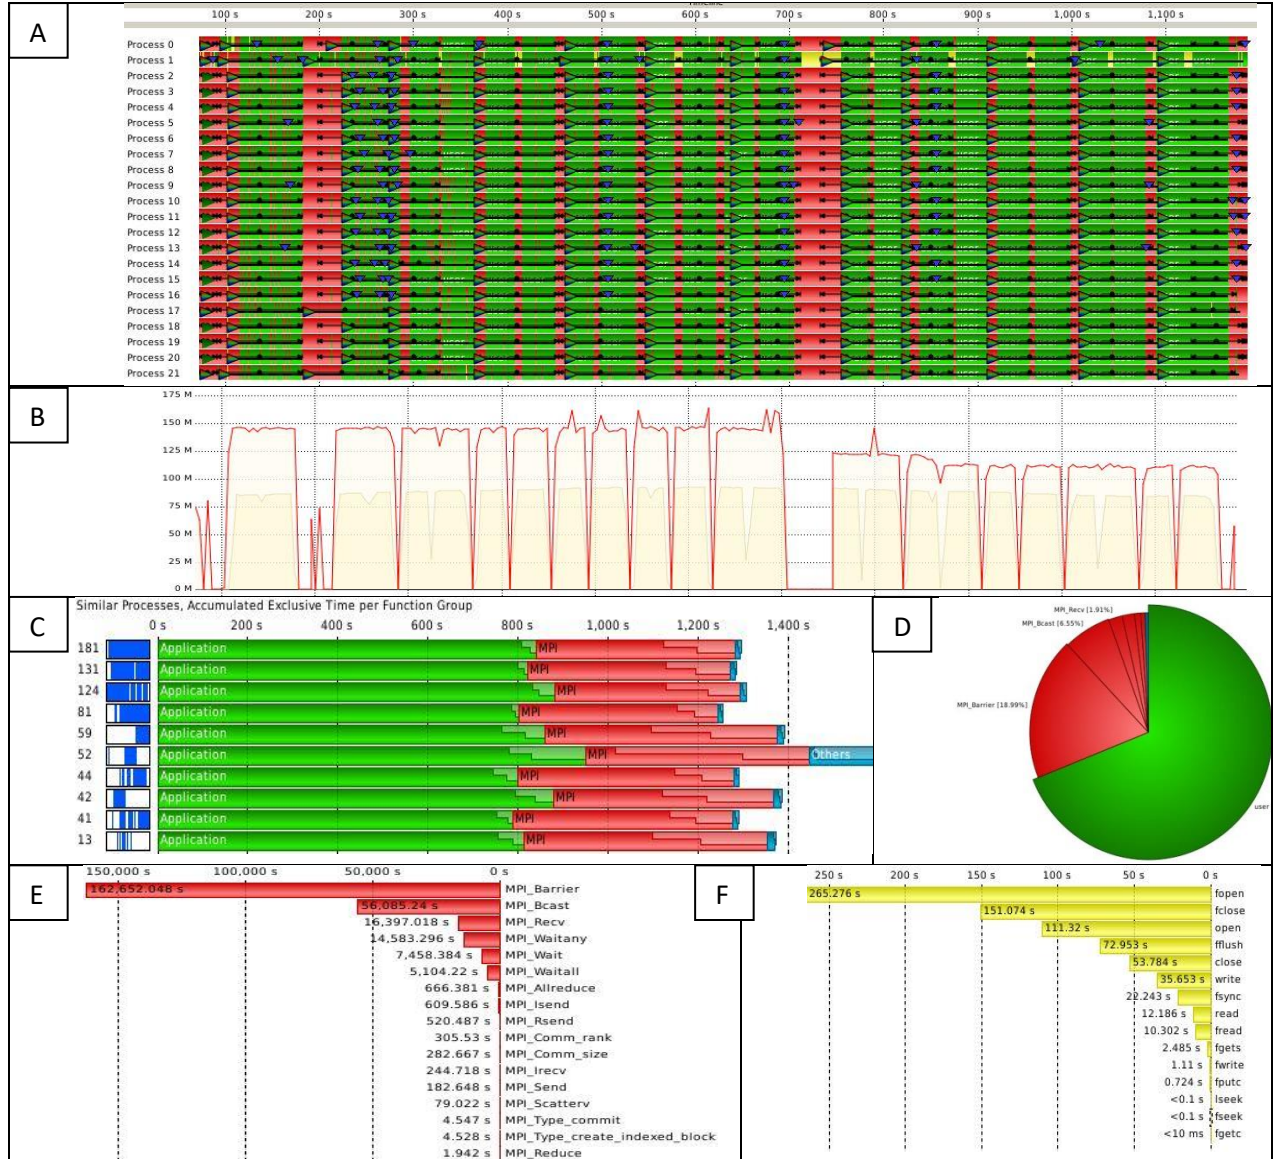 A
Timeline
100 s 200 s 300 s 400 s 500 s 600 s 700 s 800 s 900 s 1,000 s 1,100 s
Process 0
Process 1
Process 2
Process 3
Process 4
Process 5
Process 6
Process 7
Process 8
Process 9
Process 10
Process 11
Process 12
Process 13
Process 14
Process 15
Process 16
Process 17
Process 18
Process 19
Process 20
Process 21
B
175 M
150 M
125 M
100 M
75 M
50 M
25 M
0 M
C
Similar Processes, Accumulated Exclusive Time per Function Group
0 s 200 s 400 s 600 s 800 s 1,000 s 1,200 s 1,400 s
181 Application MPI
131 Application MPI
124 Application MPI
81 Application MPI
59 Application MPI
52 Application MPI Others
44 Application MPI
42 Application MPI
41 Application MPI
13 Application MPI
D
MPI_Recv [1.91%]
MPI_Bcast [6.55%]
MPI_Barrier [18.99%]
user
E
150,000 s 100,000 s 50,000 s 0 s
162,652.048 s MPI_Barrier
56,085.24 s MPI_Bcast
16,397.018 s MPI_Recv
14,583.296 s MPI_Waitany
7,458.384 s MPI_Wait
5,104.22 s MPI_Waitall
666.381 s MPI_Allreduce
609.586 s MPI_Isend
520.487 s MPI_Rsend
305.53 s MPI_Comm_rank
282.667 s MPI_Comm_size
244.718 s MPI_Irecv
182.648 s MPI_Send
79.022 s MPI_Scatterv
4.547 s MPI_Type_commit
4.528 s MPI_Type_create_indexed_block
1.942 s MPI_Reduce
F
250 s 200 s 150 s 100 s 50 s 0 s
265.276 s fopen
151.074 s fclose
111.32 s open
72.953 s fflush
53.784 s close
35.653 s write
22.243 s fsync
12.186 s read
10.302 s fread
2.485 s fgets
1.11 s fwrite
0.724 s fputc
<0.1 s lseek
<0.1 s fseek
<10 ms fgetc